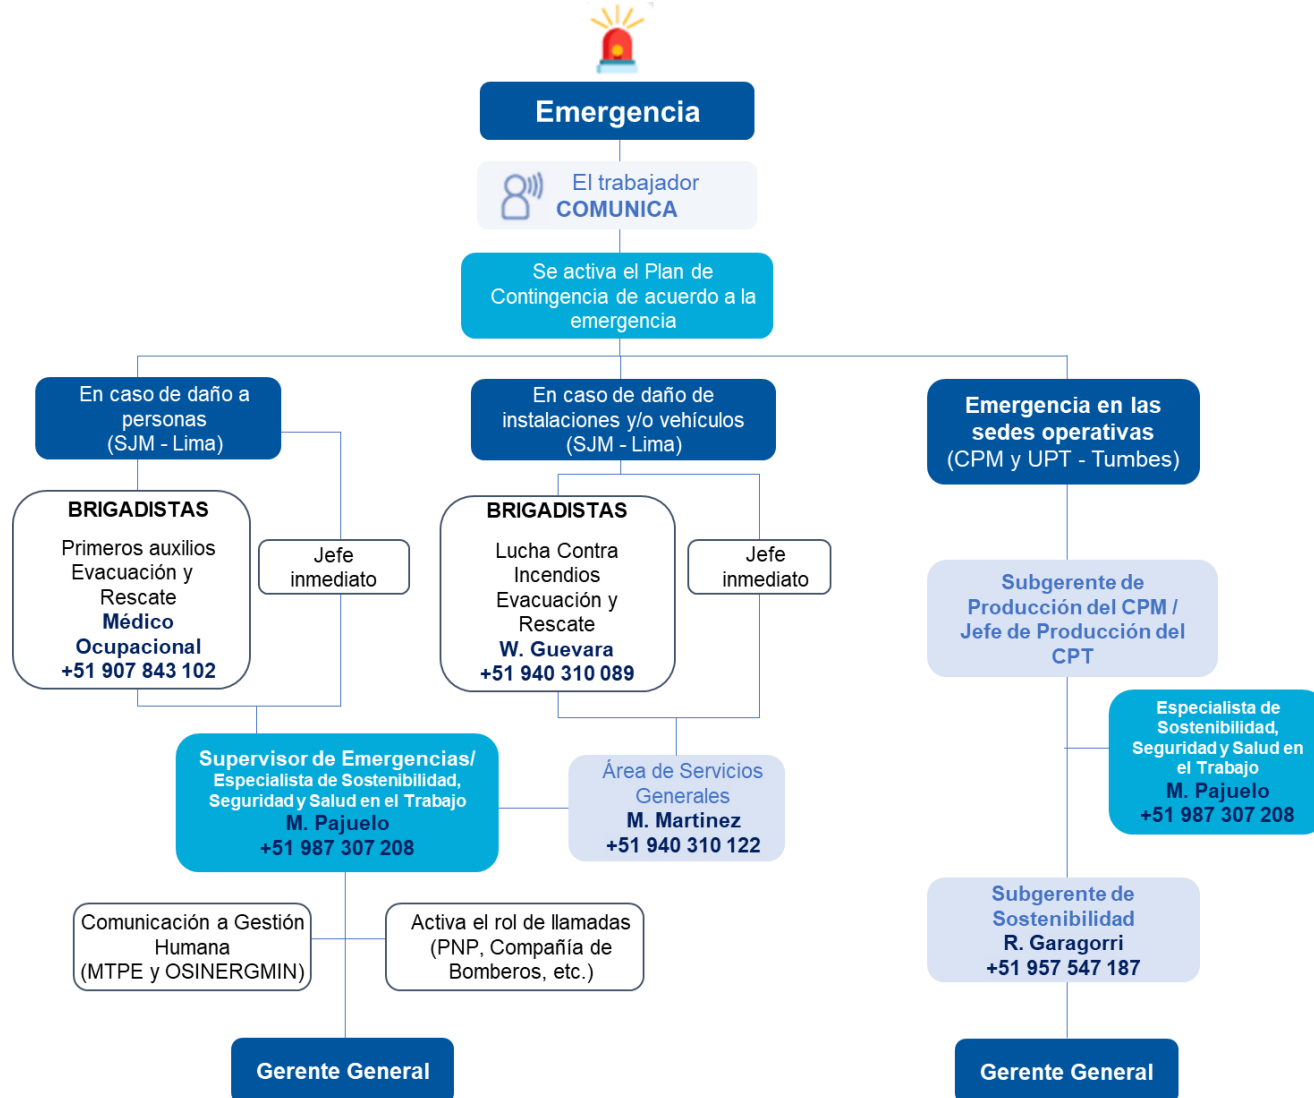 Emergencia
El trabajador
COMUNICA
Se activa el Plan de
Contingencia de acuerdo a la
emergencia
En caso de daño a
personas
(SJM - Lima)
En caso de daño de
instalaciones y/o vehículos
(SJM - Lima)
Emergencia en las
sedes operativas
(CPM y UPT - Tumbes)
BRIGADISTAS
Primeros auxilios
Evacuación y
Rescate
Médico
Ocupacional
+51 907 843 102
Jefe
inmediato
BRIGADISTAS
Lucha Contra
Incendios
Evacuación y
Rescate
W. Guevara
+51 940 310 089
Jefe
inmediato
Subgerente de
Producción del CPM /
Jefe de Producción del
CPT
Especialista de
Sostenibilidad,
Seguridad y Salud en
el Trabajo
M. Pajuelo
+51 987 307 208
Supervisor de Emergencias/
Especialista de Sostenibilidad,
Seguridad y Salud en el Trabajo
M. Pajuelo
+51 987 307 208
Área de Servicios
Generales
M. Martinez
+51 940 310 122
Comunicación a Gestión
Humana
(MTPE y OSINERGMIN)
Activa el rol de llamadas
(PNP, Compañía de
Bomberos, etc.)
Subgerente de
Sostenibilidad
R. Garagorri
+51 957 547 187
Gerente General
Gerente General